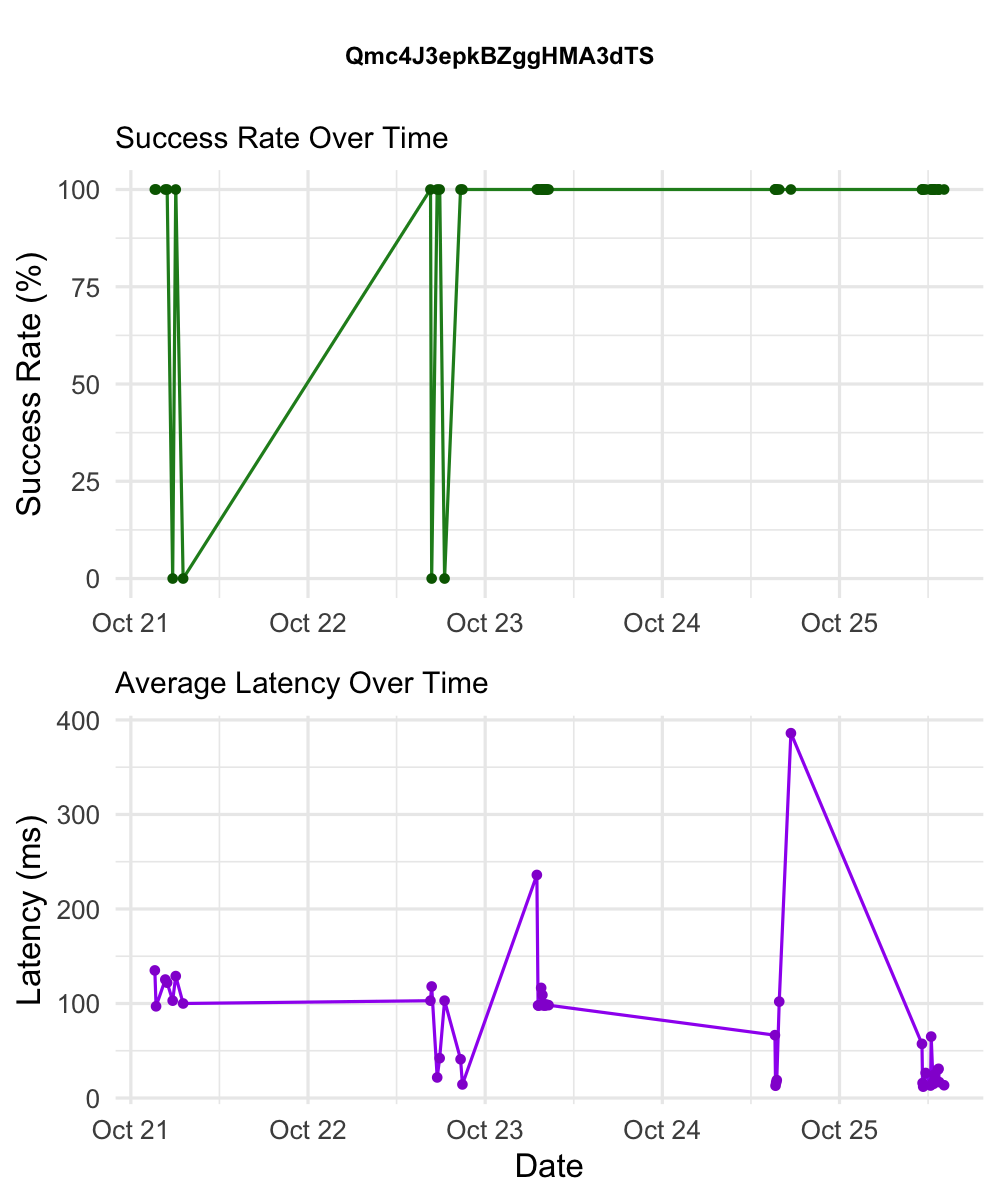 Qmc4J3epkBZggHMA3dTS
Success Rate Over Time
Success Rate (%)
100
75
50
25
0
Oct 21
Oct 22
Oct 23
Oct 24
Oct 25
Average Latency Over Time
Latency (ms)
400
300
200
100
0
Oct 21
Oct 22
Oct 23
Oct 24
Oct 25
Date